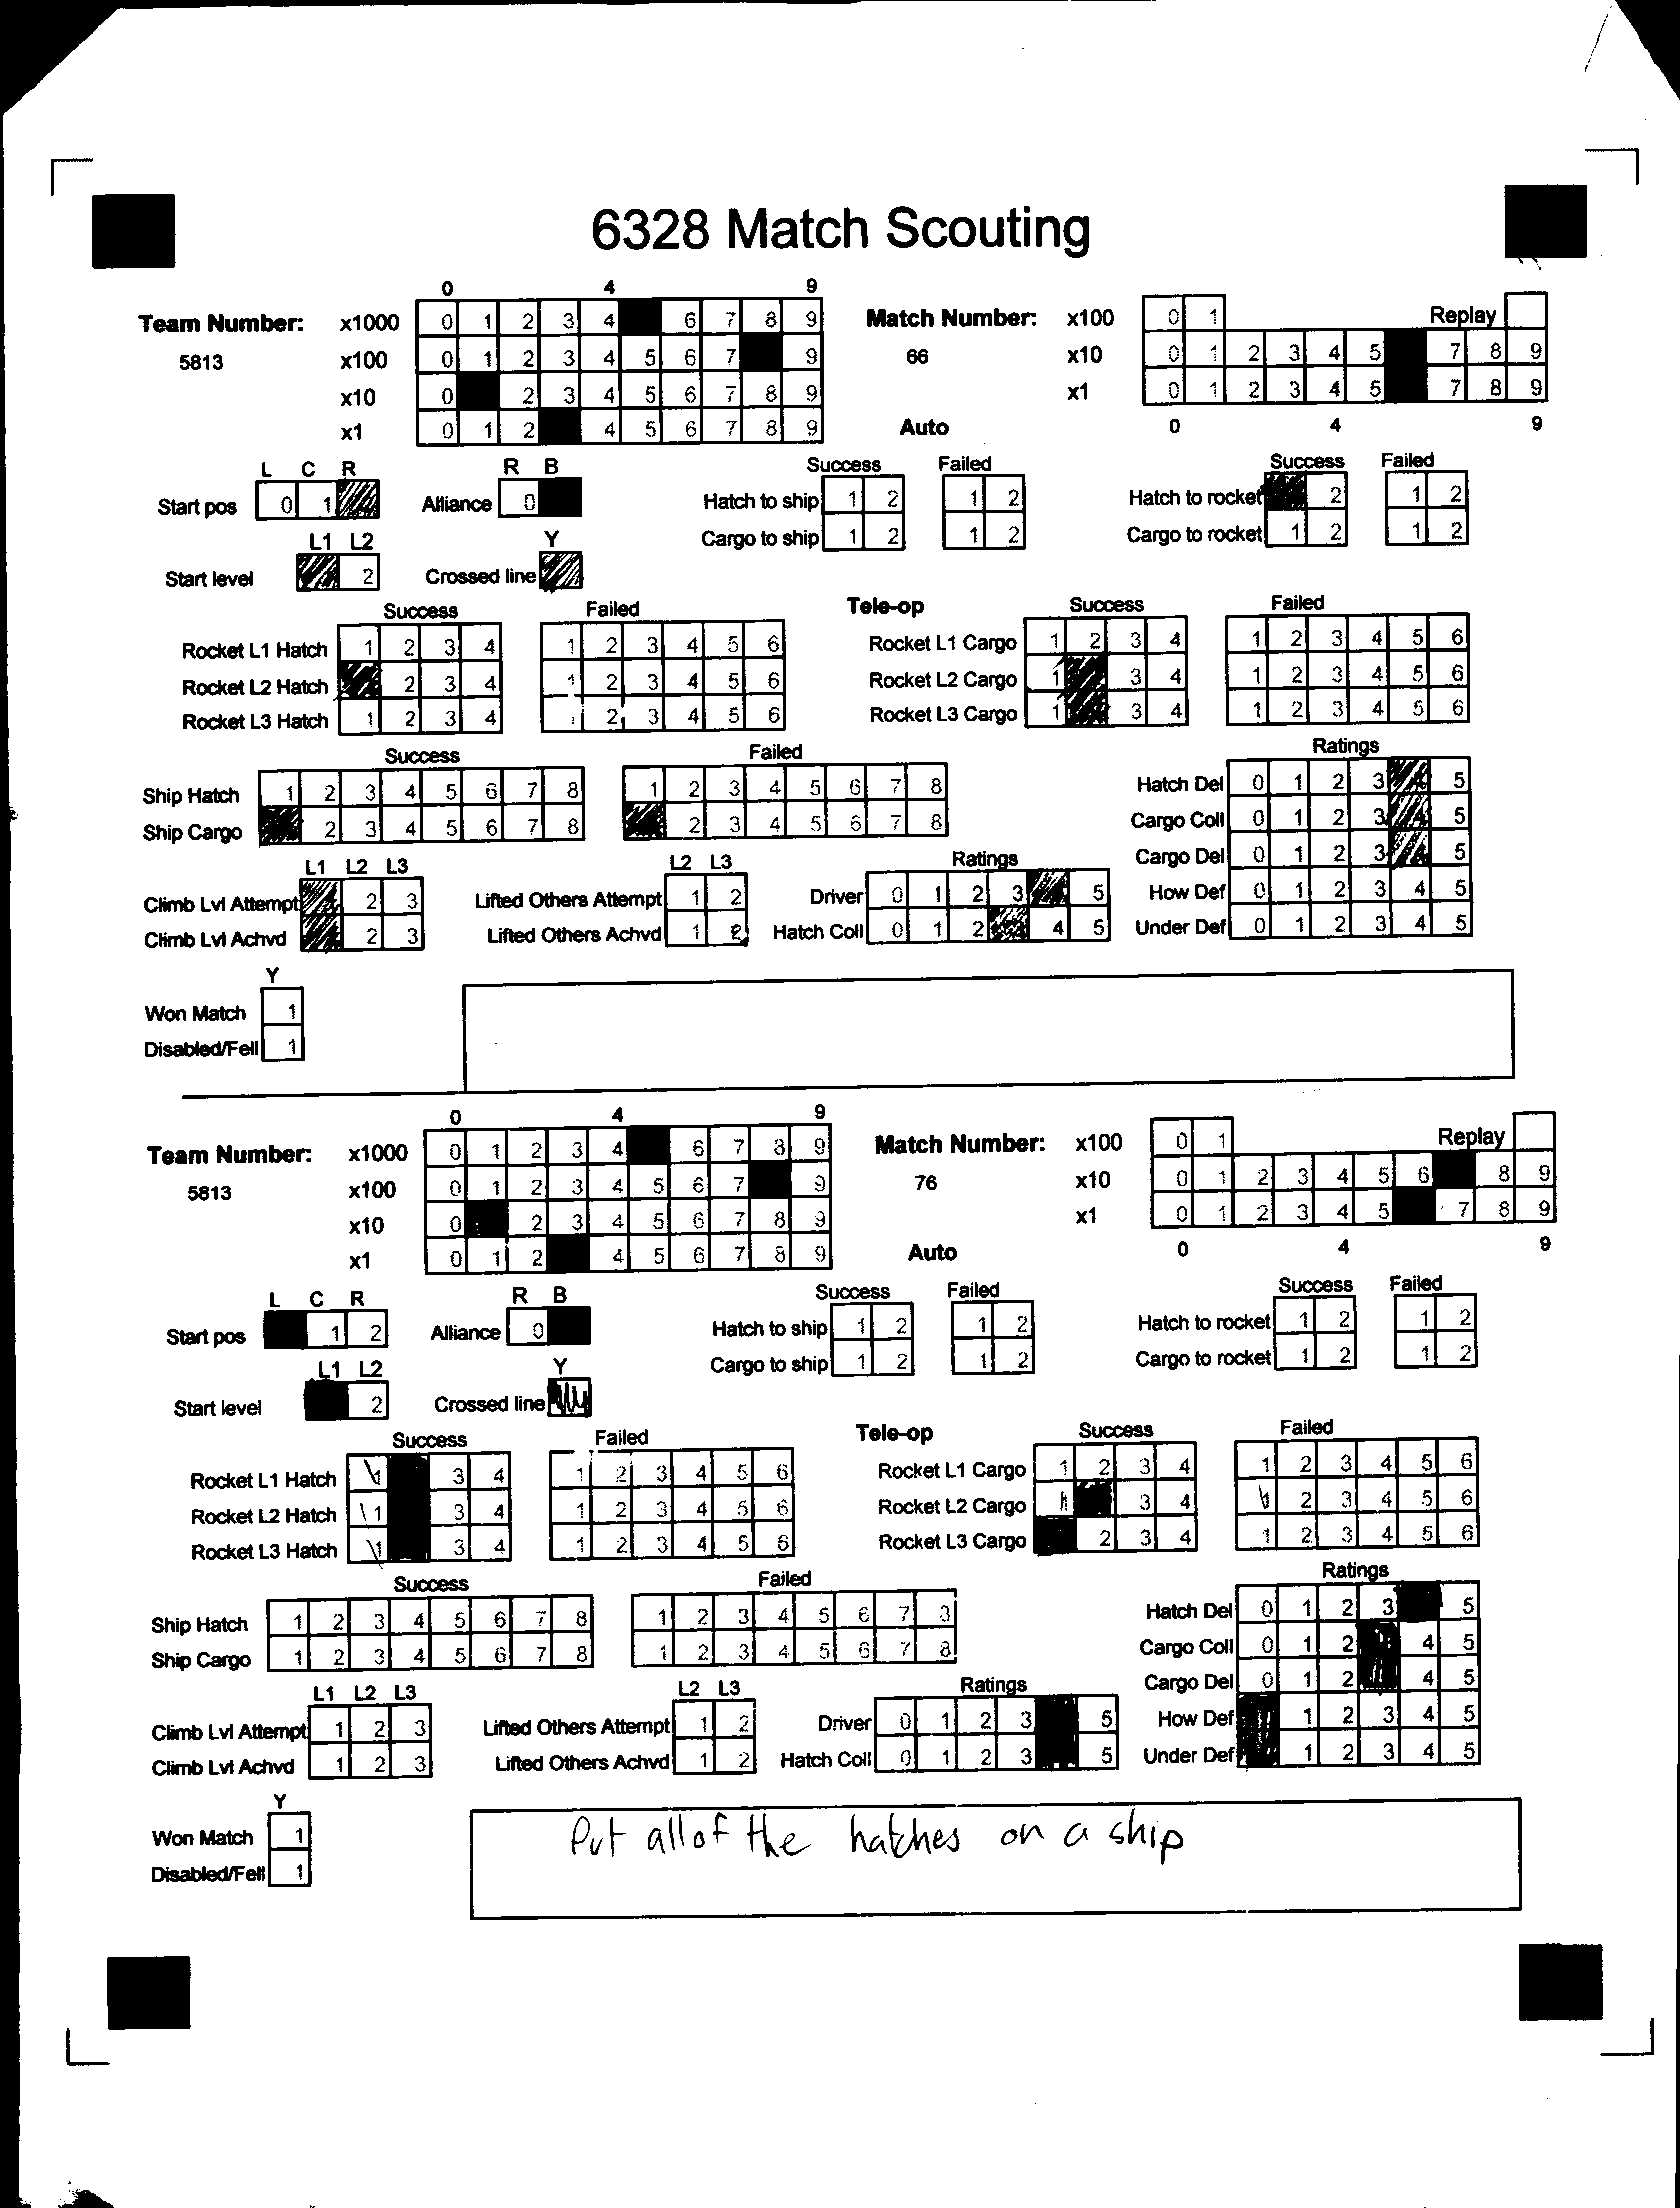 6328 Match Scouting
0 4 9
Team Number: x1000 0 1 2 3 4 6 7 8 9 Match Number: x100 0 1 Replay
5813 x100 0 1 2 3 4 5 6 7 9 66 x10 0 1 2 3 4 5 7 8 9
x10 0 2 3 4 5 6 7 8 9 x1 0 1 2 3 4 5 7 8 9
x1 0 1 2 4 5 6 7 8 9 Auto 0 4 9
L C R R B Success Failed Success Failed
Start pos 0 1 Alliance 0 Hatch to ship 1 2 1 2 Hatch to rocket 2 1 2
Cargo to ship 1 2 1 2 Cargo to rocket 1 2 1 2
L1 L2 Y
Start level 2 Crossed line
Success Failed Tele-op Success Failed
Rocket L1 Hatch 1 2 3 4 1 2 3 4 5 6 Rocket L1 Cargo 1 2 3 4 1 2 3 4 5 6
Rocket L2 Hatch 2 3 4 1 2 3 4 5 6 Rocket L2 Cargo 1 3 4 1 2 3 4 5 6
Rocket L3 Hatch 1 2 3 4 1 2 3 4 5 6 Rocket L3 Cargo 1 3 4 1 2 3 4 5 6
Success Failed Ratings
Ship Hatch 1 2 3 4 5 6 7 8 1 2 3 4 5 6 7 8 Hatch Del 0 1 2 3 4 5
Ship Cargo 2 3 4 5 6 7 8 2 3 4 5 6 7 8 Cargo Coll 0 1 2 3 4 5
Cargo Del 0 1 2 3 4 5
L1 L2 L3 L2 L3 Ratings
Climb Lvl Attempt 2 3 Lifted Others Attempt 1 2 Driver 0 1 2 3 5 How Def 0 1 2 3 4 5
Climb Lvl Achvd 2 3 Lifted Others Achvd 1 2 Hatch Coll 0 1 2 4 5 Under Def 0 1 2 3 4 5
Y
Won Match 1
Disabled/Fell 1
0 4 9
Team Number: x1000 0 1 2 3 4 6 7 8 9 Match Number: x100 0 1 Replay
5813 x100 0 1 2 3 4 5 6 7 9 76 x10 0 1 2 3 4 5 6 8 9
x10 0 2 3 4 5 6 7 8 9 x1 0 1 2 3 4 5 7 8 9
x1 0 1 2 4 5 6 7 8 9 Auto 0 4 9
L C R R B Success Failed Success Failed
Start pos 1 2 Alliance 0 Hatch to ship 1 2 1 2 Hatch to rocket 1 2 1 2
Cargo to ship 1 2 1 2 Cargo to rocket 1 2 1 2
L1 L2 Y
Start level 2 Crossed line
Success Failed Tele-op Success Failed
Rocket L1 Hatch 1 3 4 1 2 3 4 5 6 Rocket L1 Cargo 1 2 3 4 1 2 3 4 5 6
Rocket L2 Hatch 1 3 4 1 2 3 4 5 6 Rocket L2 Cargo 1 3 4 1 2 3 4 5 6
Rocket L3 Hatch 1 3 4 1 2 3 4 5 6 Rocket L3 Cargo 2 3 4 1 2 3 4 5 6
Success Failed Ratings
Ship Hatch 1 2 3 4 5 6 7 8 1 2 3 4 5 6 7 8 Hatch Del 0 1 2 3 5
Ship Cargo 1 2 3 4 5 6 7 8 1 2 3 4 5 6 7 8 Cargo Coll 0 1 2 4 5
Cargo Del 0 1 2 4 5
L1 L2 L3 L2 L3 Ratings
Climb Lvl Attempt 1 2 3 Lifted Others Attempt 1 2 Driver 0 1 2 3 5 How Def 1 2 3 4 5
Climb Lvl Achvd 1 2 3 Lifted Others Achvd 1 2 Hatch Coll 0 1 2 3 5 Under Def 1 2 3 4 5
Y
Won Match 1
Disabled/Fell 1
Put all of the hatches on a ship